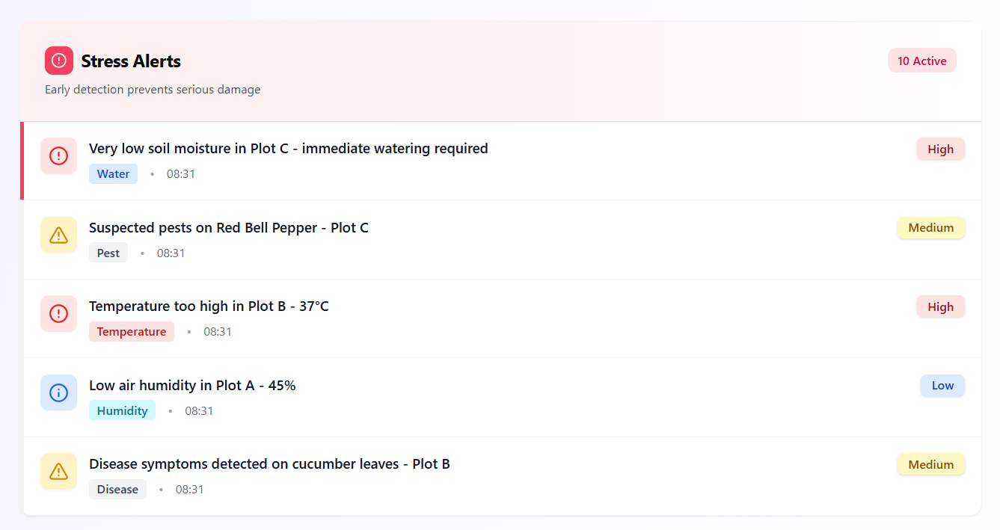 Stress Alerts
10 Active
Early detection prevents serious damage
Very low soil moisture in Plot C - immediate watering required
High
Water • 08:31
Suspected pests on Red Bell Pepper - Plot C
Medium
Pest • 08:31
Temperature too high in Plot B - 37°C
High
Temperature • 08:31
Low air humidity in Plot A - 45%
Low
Humidity • 08:31
Disease symptoms detected on cucumber leaves - Plot B
Medium
Disease • 08:31